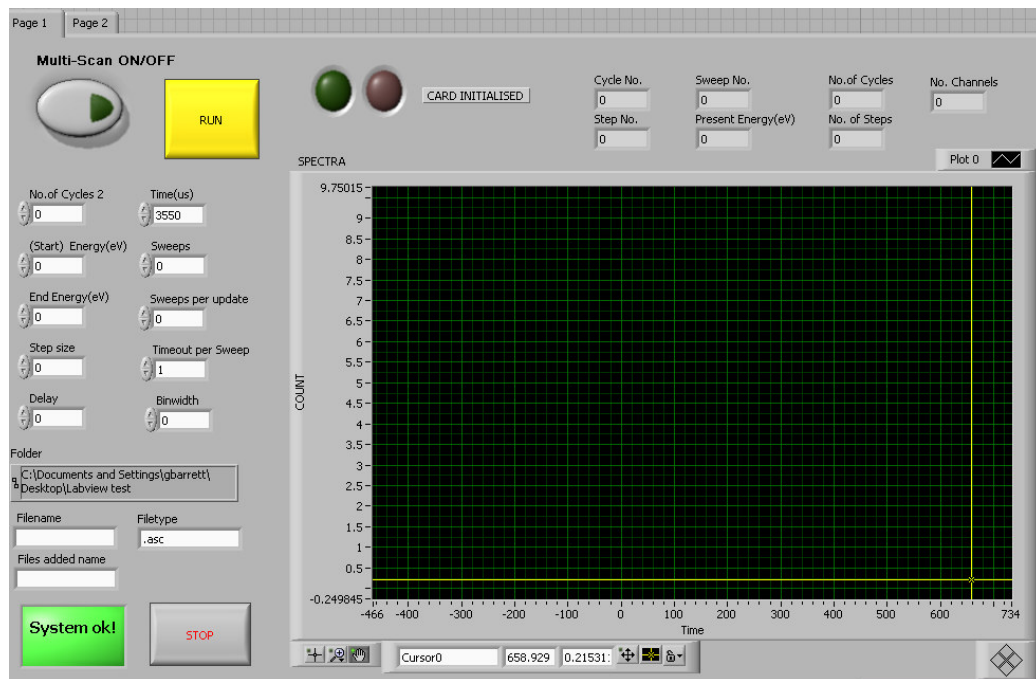 Page 1 Page 2
Multi-Scan ON/OFF
RUN
CARD INITIALISED
Cycle No. Sweep No. No.of Cycles No. Channels
0 0 0 0
Step No. Present Energy(eV) No. of Steps
0 0 0
SPECTRA
Plot 0
No.of Cycles 2 Time(us)
0 3550
(Start) Energy(eV) Sweeps
0 0
End Energy(eV) Sweeps per update
0 0
Step size Timeout per Sweep
0 1
Delay Binwidth
0 0
Folder
C:\Documents and Settings\gbarrett\
Desktop\Labview test
Filename Filetype
.asc
Files added name
System ok!
STOP
COUNT
9.75015
9
8.5
8
7.5
7
6.5
6
5.5
5
4.5
4
3.5
3
2.5
2
1.5
1
0.5
-0.249845
-466 -400 -300 -200 -100 0 100 200 300 400 500 600 734
Time
Cursor0 658.929 0.21531: